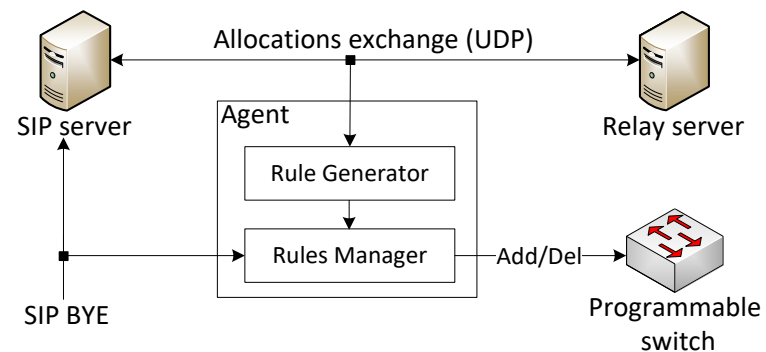 Allocations exchange (UDP)
SIP server
Agent
Relay server
Rule Generator
Rules Manager
Add/Del
SIP BYE
Programmable
switch